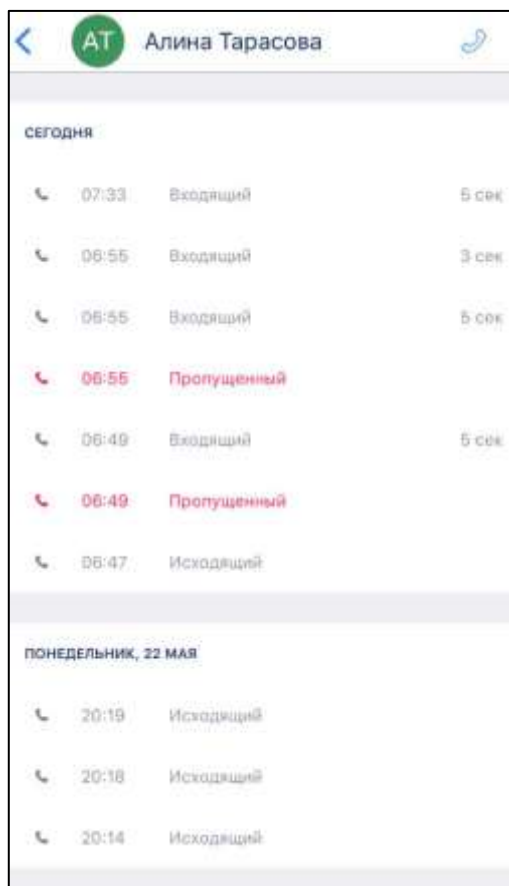 АТ Алина Тарасова
СЕГОДНЯ
07:33 Входящий 5 сек
06:55 Входящий 3 сек
06:55 Входящий 5 сек
06:55 Пропущенный
06:49 Входящий 5 сек
06:49 Пропущенный
06:47 Исходящий
ПОНЕДЕЛЬНИК, 22 МАЯ
20:19 Исходящий
20:18 Исходящий
20:14 Исходящий